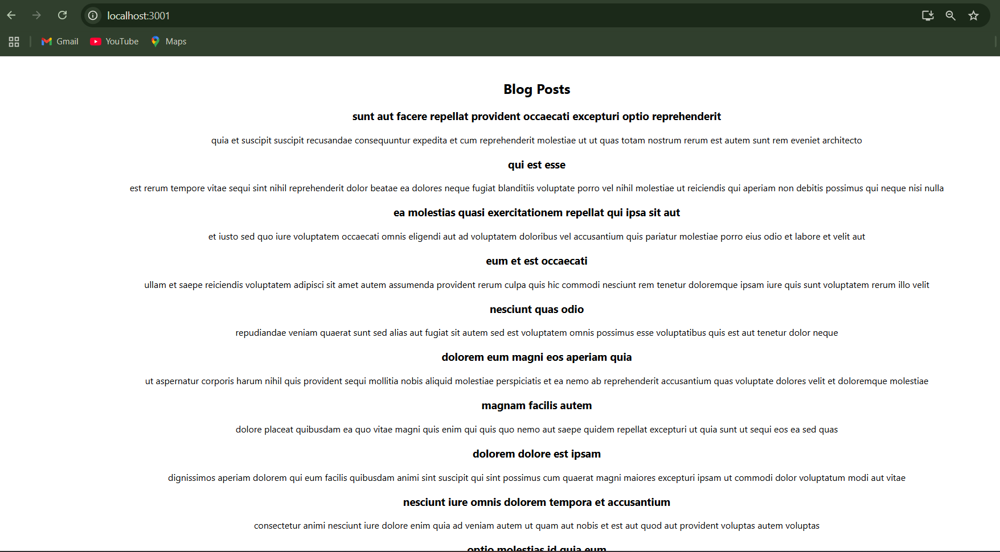 localhost:3001
Gmail YouTube Maps
Blog Posts
sunt aut facere repellat provident occaecati excepturi optio reprehenderit
quia et suscipit suscipit recusandae consequuntur expedita et cum reprehenderit molestiae ut ut quas totam nostrum rerum est autem sunt rem eveniet architecto
qui est esse
est rerum tempore vitae sequi sint nihil reprehenderit dolor beatae ea dolores neque fugiat blanditiis voluptate porro vel nihil molestiae ut reiciendis qui aperiam non debitis possimus qui neque nisi nulla
ea molestias quasi exercitationem repellat qui ipsa sit aut
et iusto sed quo iure voluptatem occaecati omnis eligendi aut ad voluptatem doloribus vel accusantium quis pariatur molestiae porro eius odio et labore et velit aut
eum et est occaecati
ullam et saepe reiciendis voluptatem adipisci sit amet autem assumenda provident rerum culpa quis hic commodi nesciunt rem tenetur doloremque ipsam iure quis sunt voluptatem rerum illo velit
nesciunt quas odio
repudiandae veniam quaerat sunt sed alias aut fugiat sit autem sed est voluptatem omnis possimus esse voluptatibus quis est aut tenetur dolor neque
dolorem eum magni eos aperiam quia
ut aspernatur corporis harum nihil quis provident sequi mollitia nobis aliquid molestiae perspiciatis et ea nemo ab reprehenderit accusantium quas voluptate dolores velit et doloremque molestiae
magnam facilis autem
dolore placeat quibusdam ea quo vitae magni quis enim qui quis quo nemo aut saepe quidem repellat excepturi ut quia sunt ut sequi eos ea sed quas
dolorem dolore est ipsam
dignissimos aperiam dolorem qui eum facilis quibusdam animi sint suscipit qui sint possimus cum quaerat magni maiores excepturi ipsam ut commodi dolor voluptatum modi aut vitae
nesciunt iure omnis dolorem tempora et accusantium
consectetur animi nesciunt iure dolore enim quia ad veniam autem ut quam aut nobis et est aut quod aut provident voluptas autem voluptas
optio molestias id quia eum